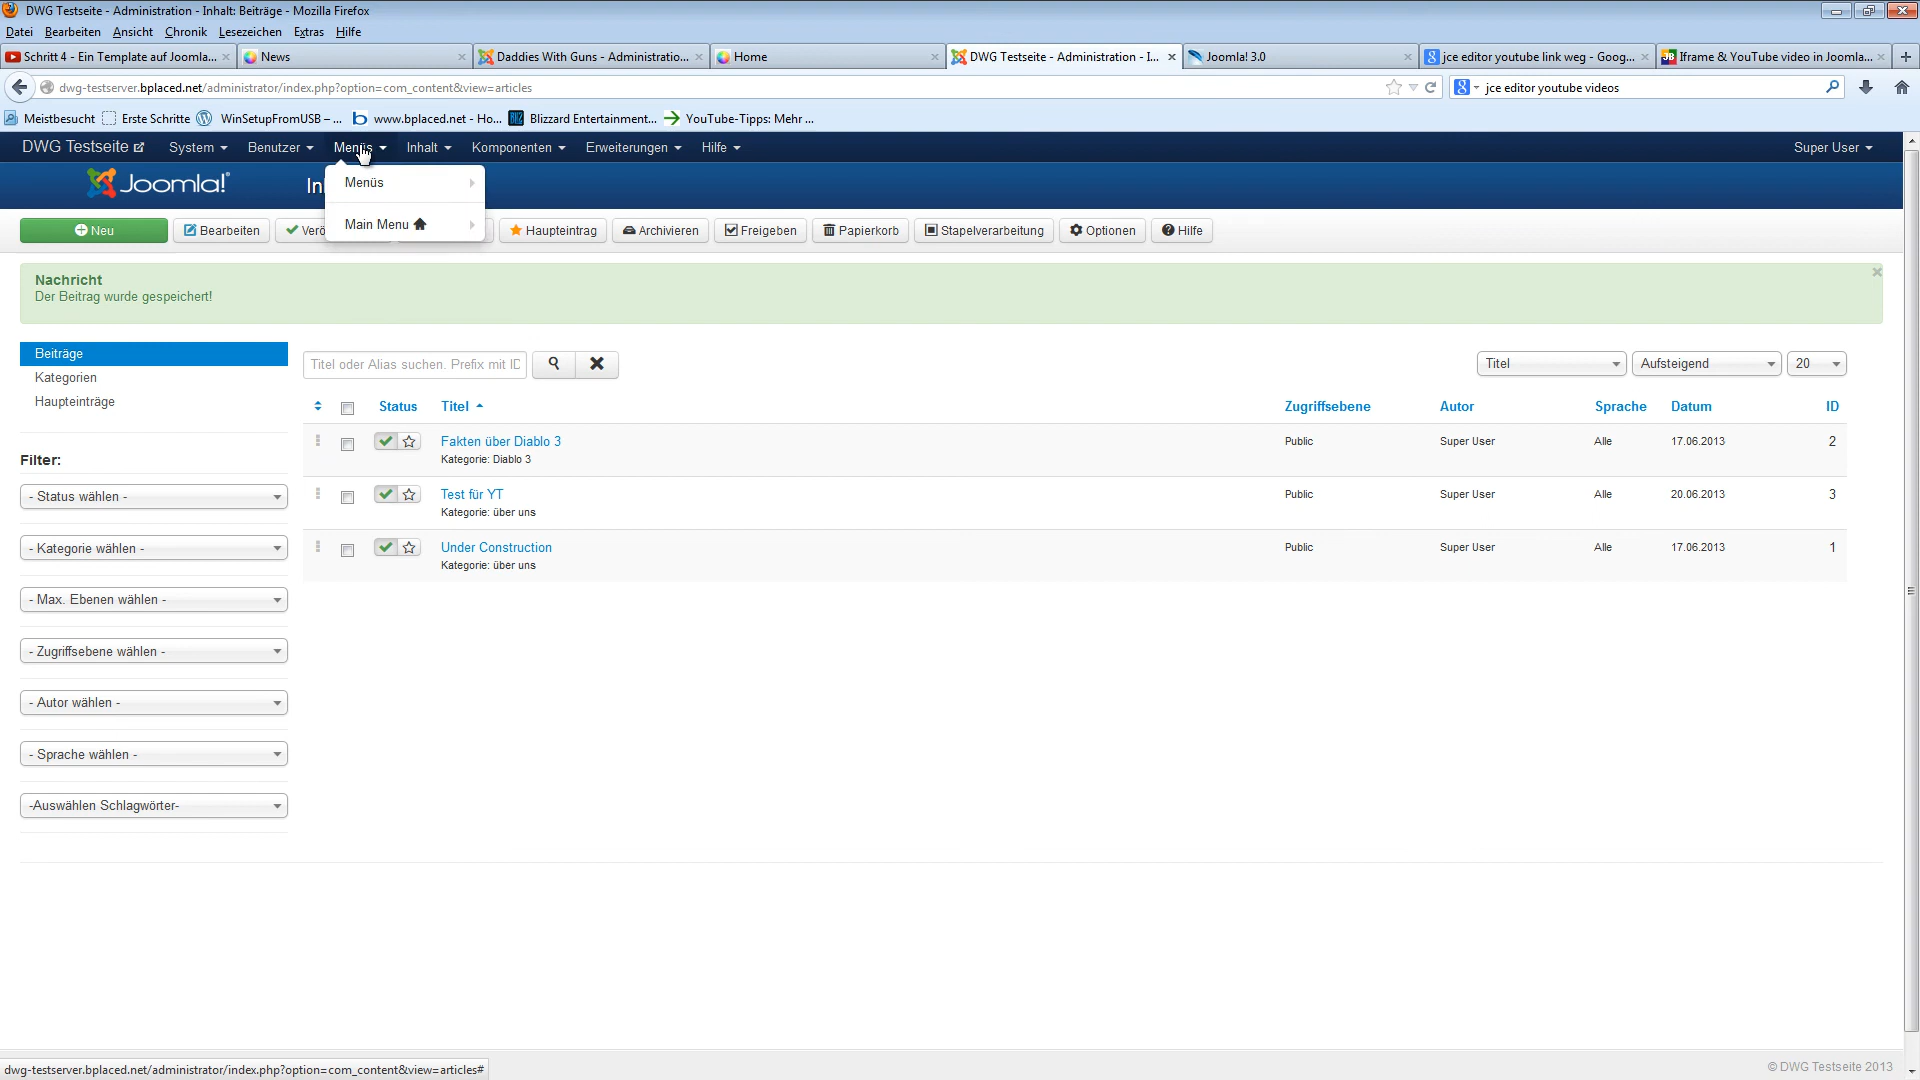 DWG Testseite - Administration - Inhalt: Beiträge - Mozilla Firefox
Datei Bearbeiten Ansicht Chronik Lesezeichen Extras Hilfe
Schritt 4 - Ein Template auf Joomla... News Daddies With Guns - Administratio... Home DWG Testseite - Administration - I... Joomla! 3.0 jce editor youtube link weg - Goog... Iframe & YouTube video in Joomla...
dwg-testserver.bplaced.net/administrator/index.php?option=com_content&view=articles jce editor youtube videos
Meistbesucht Erste Schritte WinSetupFromUSB – ... www.bplaced.net - Ho... Blizzard Entertainment... YouTube-Tipps: Mehr ...
DWG Testseite System Benutzer Menüs Inhalt Komponenten Erweiterungen Hilfe Super User
Joomla!
Menüs
Main Menu
Neu Bearbeiten Haupteintrag Archivieren Freigeben Papierkorb Stapelverarbeitung Optionen Hilfe
Nachricht
Der Beitrag wurde gespeichert!
Beiträge
Kategorien
Haupteinträge
Filter:
- Status wählen -
- Kategorie wählen -
- Max. Ebenen wählen -
- Zugriffsebene wählen -
- Autor wählen -
- Sprache wählen -
-Auswählen Schlagwörter-
Titel oder Alias suchen. Prefix mit ID Titel Aufsteigend 20
Status Titel Zugriffsebene Autor Sprache Datum ID
Fakten über Diablo 3 Public Super User Alle 17.06.2013 2
Kategorie: Diablo 3
Test für YT Public Super User Alle 20.06.2013 3
Kategorie: über uns
Under Construction Public Super User Alle 17.06.2013 1
Kategorie: über uns
dwg-testserver.bplaced.net/administrator/index.php?option=com_content&view=articles#
© DWG Testseite 2013